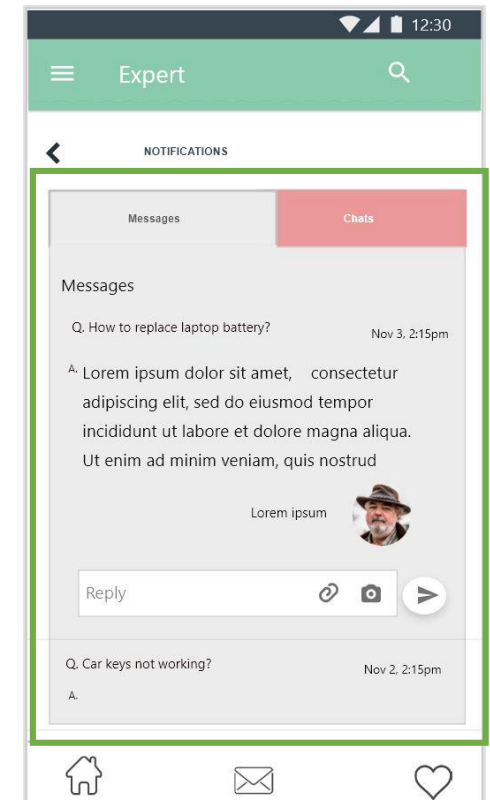 12:30
Expert
NOTIFICATIONS
Messages
Chats
Messages
Q. How to replace laptop battery?
Nov 3, 2:15pm
A. Lorem ipsum dolor sit amet, consectetur
adipiscing elit, sed do eiusmod tempor
incididunt ut labore et dolore magna aliqua.
Ut enim ad minim veniam, quis nostrud
Lorem ipsum
Reply
Q. Car keys not working?
Nov 2, 2:15pm
A.